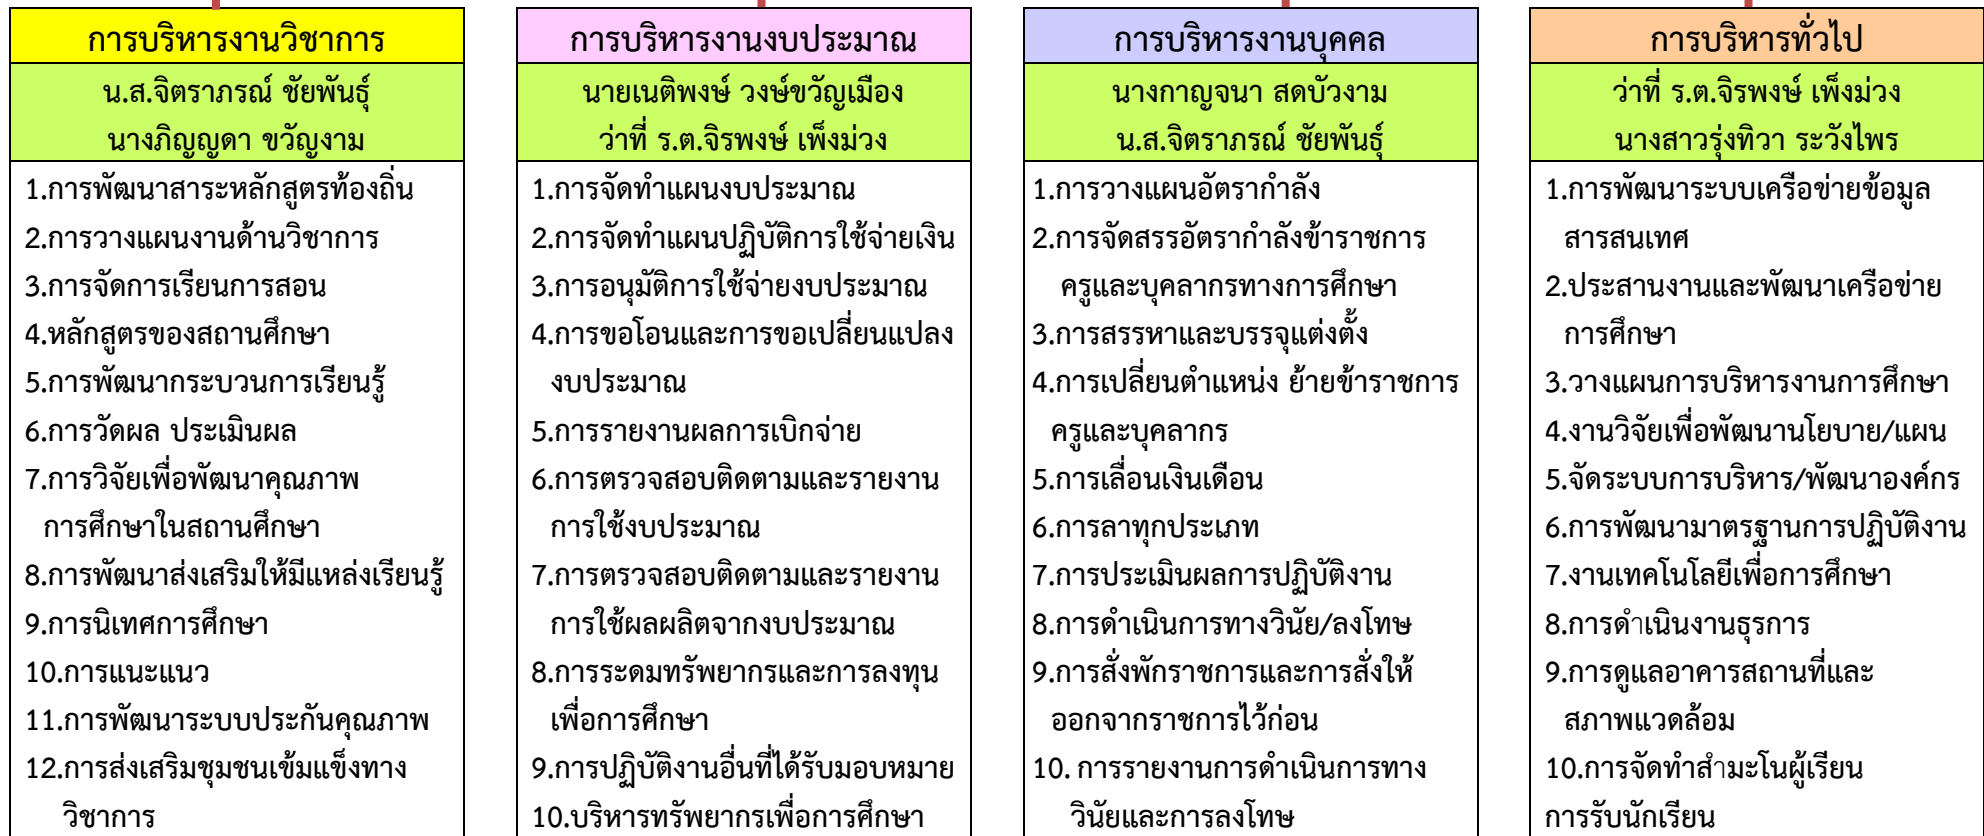 การบริหารงานวิชาการ
น.ส.จิตราภรณ์ ชัยพันธุ์
นางภิญญดา ขวัญงาม
1.การพัฒนาสาระหลักสูตรท้องถิ่น
2.การวางแผนงานด้านวิชาการ
3.การจัดการเรียนการสอน
4.หลักสูตรของสถานศึกษา
5.การพัฒนากระบวนการเรียนรู้
6.การวัดผล ประเมินผล
7.การวิจัยเพื่อพัฒนาคุณภาพ
การศึกษาในสถานศึกษา
8.การพัฒนาส่งเสริมให้มีแหล่งเรียนรู้
9.การนิเทศการศึกษา
10.การแนะแนว
11.การพัฒนาระบบประกันคุณภาพ
12.การส่งเสริมชุมชนเข้มแข็งทาง
วิชาการ
การบริหารงานงบประมาณ
นายเนติพงษ์ วงษ์ขวัญเมือง
ว่าที่ ร.ต.จิรพงษ์ เพ็งม่วง
1.การจัดทำแผนงบประมาณ
2.การจัดทำแผนปฏิบัติการใช้จ่ายเงิน
3.การอนุมัติการใช้จ่ายงบประมาณ
4.การขอโอนและการขอเปลี่ยนแปลง
งบประมาณ
5.การรายงานผลการเบิกจ่าย
6.การตรวจสอบติดตามและรายงาน
การใช้งบประมาณ
7.การตรวจสอบติดตามและรายงาน
การใช้ผลผลิตจากงบประมาณ
8.การระดมทรัพยากรและการลงทุน
เพื่อการศึกษา
9.การปฏิบัติงานอื่นที่ได้รับมอบหมาย
10.บริหารทรัพยากรเพื่อการศึกษา
การบริหารงานบุคคล
นางกาญจนา สดบัวงาม
น.ส.จิตราภรณ์ ชัยพันธุ์
1.การวางแผนอัตรากำลัง
2.การจัดสรรอัตรากำลังข้าราชการ
ครูและบุคลากรทางการศึกษา
3.การสรรหาและบรรจุแต่งตั้ง
4.การเปลี่ยนตำแหน่ง ย้ายข้าราชการ
ครูและบุคลากร
5.การเลื่อนเงินเดือน
6.การลาทุกประเภท
7.การประเมินผลการปฏิบัติงาน
8.การดำเนินการทางวินัย/ลงโทษ
9.การสั่งพักราชการและการสั่งให้
ออกจากราชการไว้ก่อน
10. การรายงานการดำเนินการทาง
วินัยและการลงโทษ
การบริหารทั่วไป
ว่าที่ ร.ต.จิรพงษ์ เพ็งม่วง
นางสาวรุ่งทิวา ระวังไพร
1.การพัฒนาระบบเครือข่ายข้อมูล
สารสนเทศ
2.ประสานงานและพัฒนาเครือข่าย
การศึกษา
3.วางแผนการบริหารงานการศึกษา
4.งานวิจัยเพื่อพัฒนานโยบาย/แผน
5.จัดระบบการบริหาร/พัฒนาองค์กร
6.การพัฒนามาตรฐานการปฏิบัติงาน
7.งานเทคโนโลยีเพื่อการศึกษา
8.การดำเนินงานธุรการ
9.การดูแลอาคารสถานที่และ
สภาพแวดล้อม
10.การจัดทำสำมะโนผู้เรียน
การรับนักเรียน